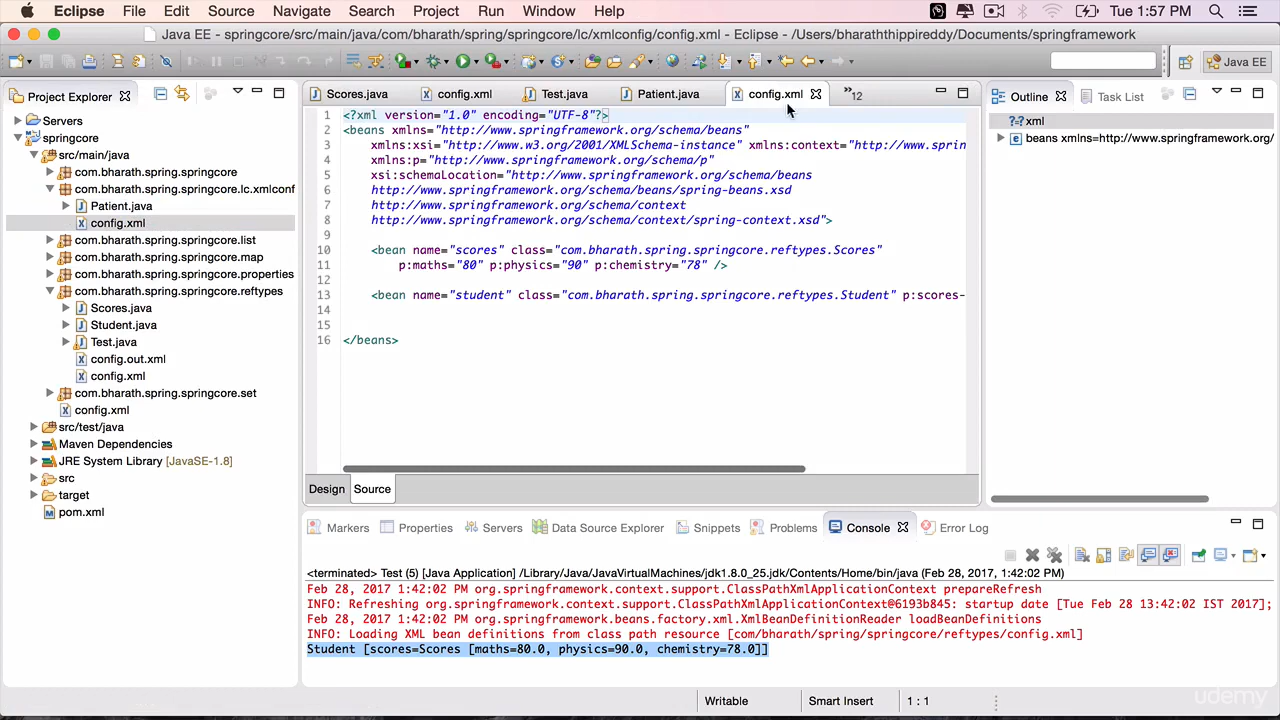 Eclipse File Edit Source Navigate Search Project Run Window Help Tue 1:57 PM
Java EE - springcore/src/main/java/com/bharath/spring/springcore/lc/xmlconfig/config.xml - Eclipse - /Users/bharaththippireddy/Documents/springframework
Java EE
Project Explorer
Servers
springcore
src/main/java
com.bharath.spring.springcore
com.bharath.spring.springcore.lc.xmlconf
Patient.java
config.xml
com.bharath.spring.springcore.list
com.bharath.spring.springcore.map
com.bharath.spring.springcore.properties
com.bharath.spring.springcore.reftypes
Scores.java
Student.java
Test.java
config.out.xml
config.xml
com.bharath.spring.springcore.set
config.xml
src/test/java
Maven Dependencies
JRE System Library [JavaSE-1.8]
src
target
pom.xml
Scores.java config.xml Test.java Patient.java config.xml »12
1 <?xml version="1.0" encoding="UTF-8"?>
2 <beans xmlns="http://www.springframework.org/schema/beans"
3 xmlns:xsi="http://www.w3.org/2001/XMLSchema-instance" xmlns:context="http://www.sprin
4 xmlns:p="http://www.springframework.org/schema/p"
5 xsi:schemaLocation="http://www.springframework.org/schema/beans
6 http://www.springframework.org/schema/beans/spring-beans.xsd
7 http://www.springframework.org/schema/context
8 http://www.springframework.org/schema/context/spring-context.xsd">
9
10 <bean name="scores" class="com.bharath.spring.springcore.reftypes.Scores"
11 p:maths="80" p:physics="90" p:chemistry="78" />
12
13 <bean name="student" class="com.bharath.spring.springcore.reftypes.Student" p:scores-
14
15
16 </beans>
Design Source
Outline Task List
?-? xml
e beans xmlns=http://www.springframework.org/
Markers Properties Servers Data Source Explorer Snippets Problems Console Error Log
<terminated> Test (5) [Java Application] /Library/Java/JavaVirtualMachines/jdk1.8.0_25.jdk/Contents/Home/bin/java (Feb 28, 2017, 1:42:02 PM)
Feb 28, 2017 1:42:02 PM org.springframework.context.support.ClassPathXmlApplicationContext prepareRefresh
INFO: Refreshing org.springframework.context.support.ClassPathXmlApplicationContext@6193b845: startup date [Tue Feb 28 13:42:02 IST 2017];
Feb 28, 2017 1:42:02 PM org.springframework.beans.factory.xml.XmlBeanDefinitionReader loadBeanDefinitions
INFO: Loading XML bean definitions from class path resource [com/bharath/spring/springcore/reftypes/config.xml]
Student [scores=Scores [maths=80.0, physics=90.0, chemistry=78.0]]
Writable Smart Insert 1 : 1
udemy